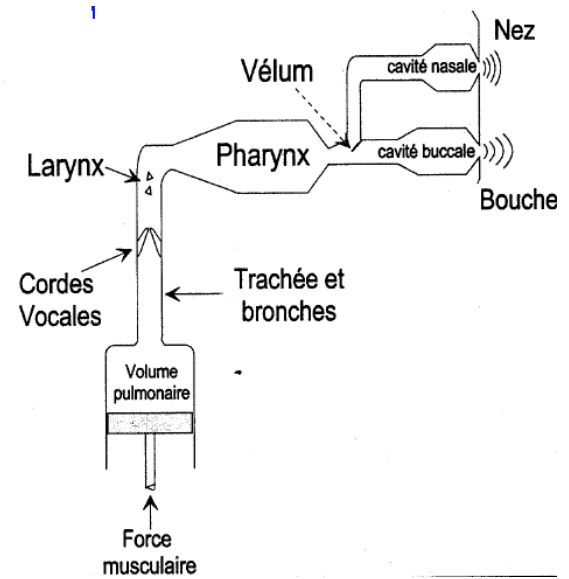 1
Nez
cavité nasale
Vélum
Pharynx
cavité buccale
Larynx
Bouche
Cordes
Vocales
Trachée et
bronches
Volume
pulmonaire
Force
musculaire